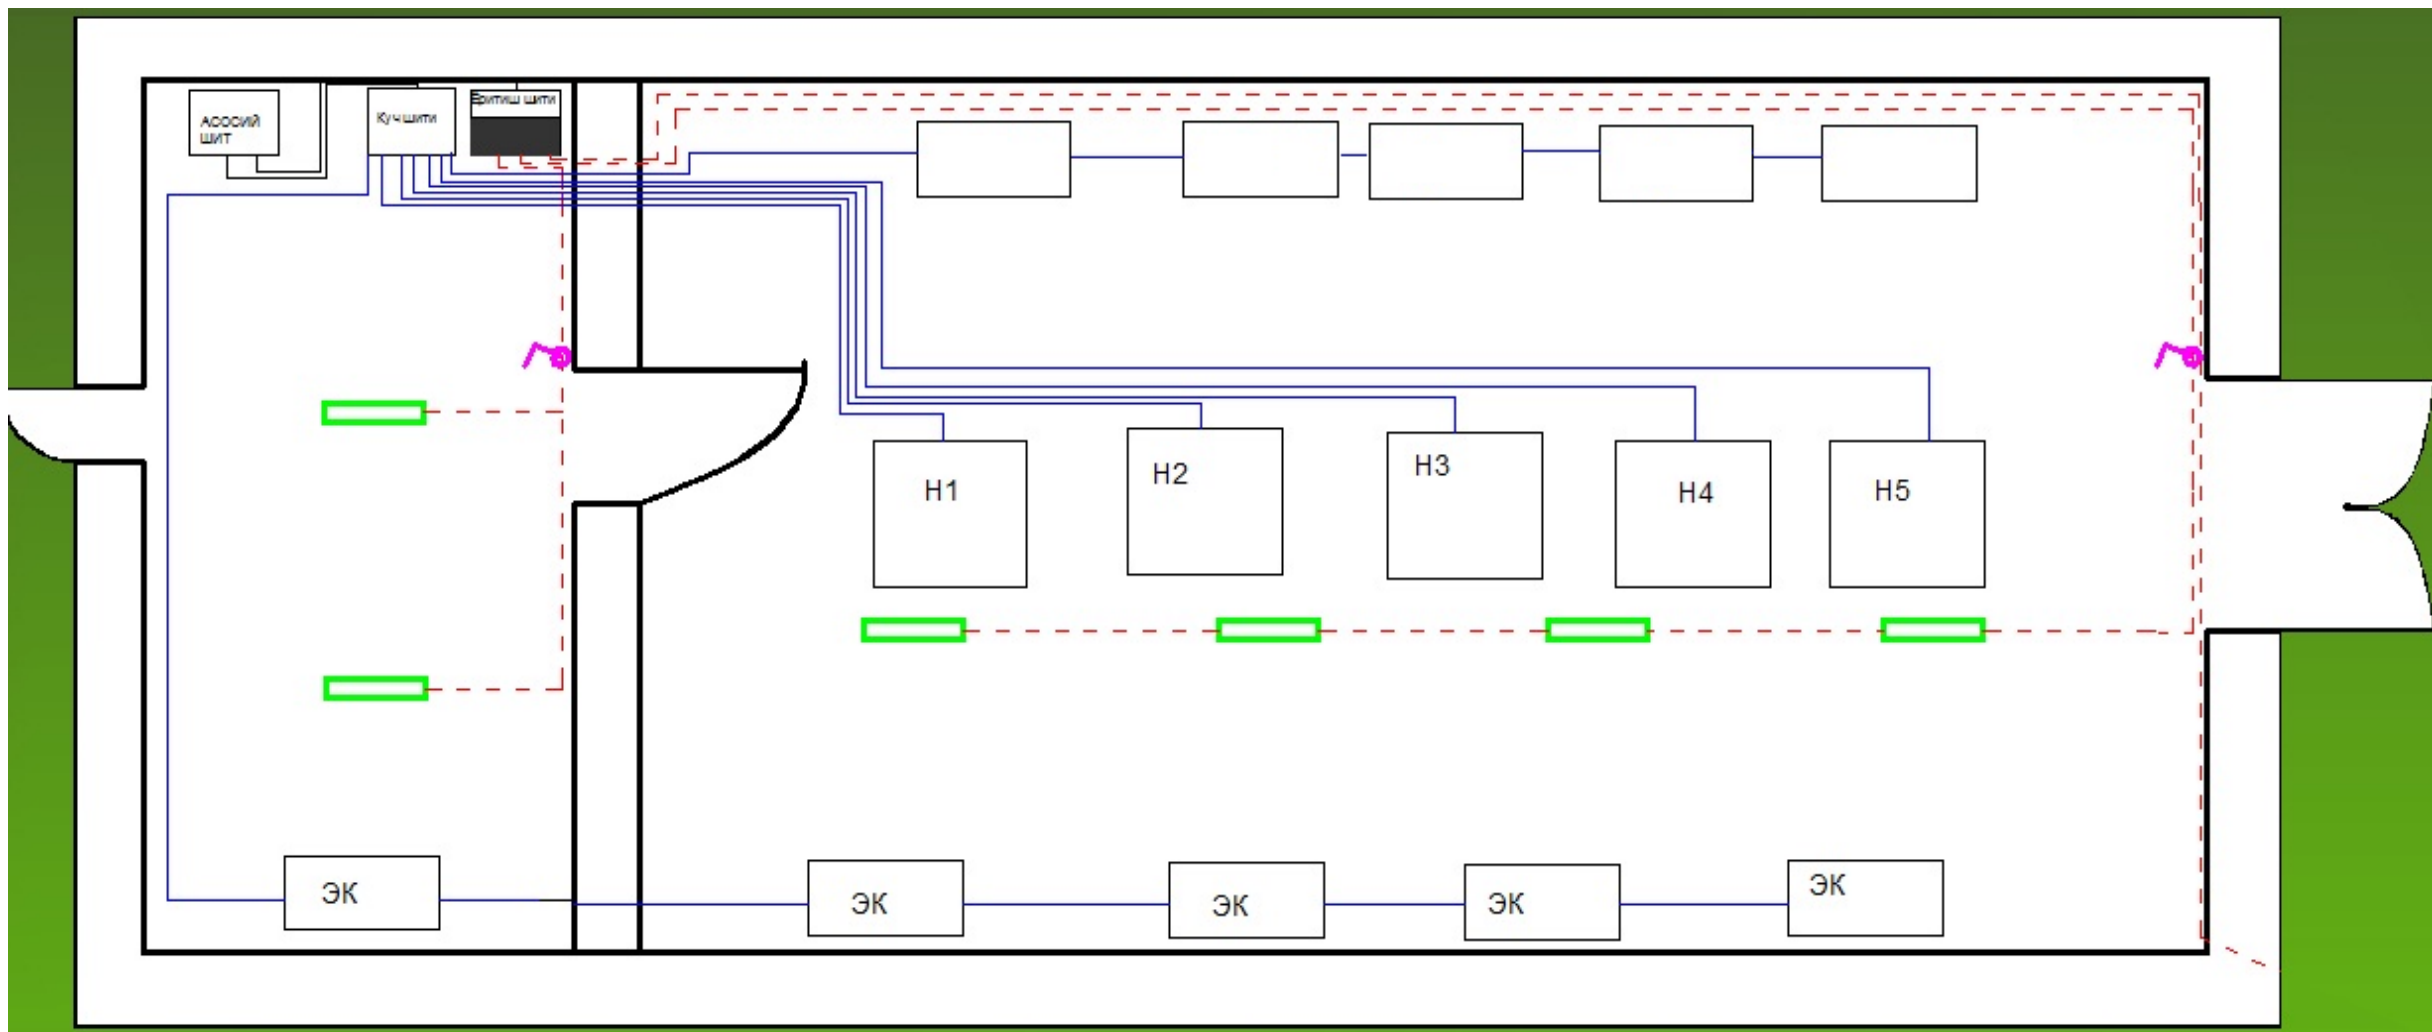 АСОСИЙ
ШИТ
Куч шити
Ёритиш шити
Н1
Н2
Н3
Н4
Н5
ЭК
ЭК
ЭК
ЭК
ЭК